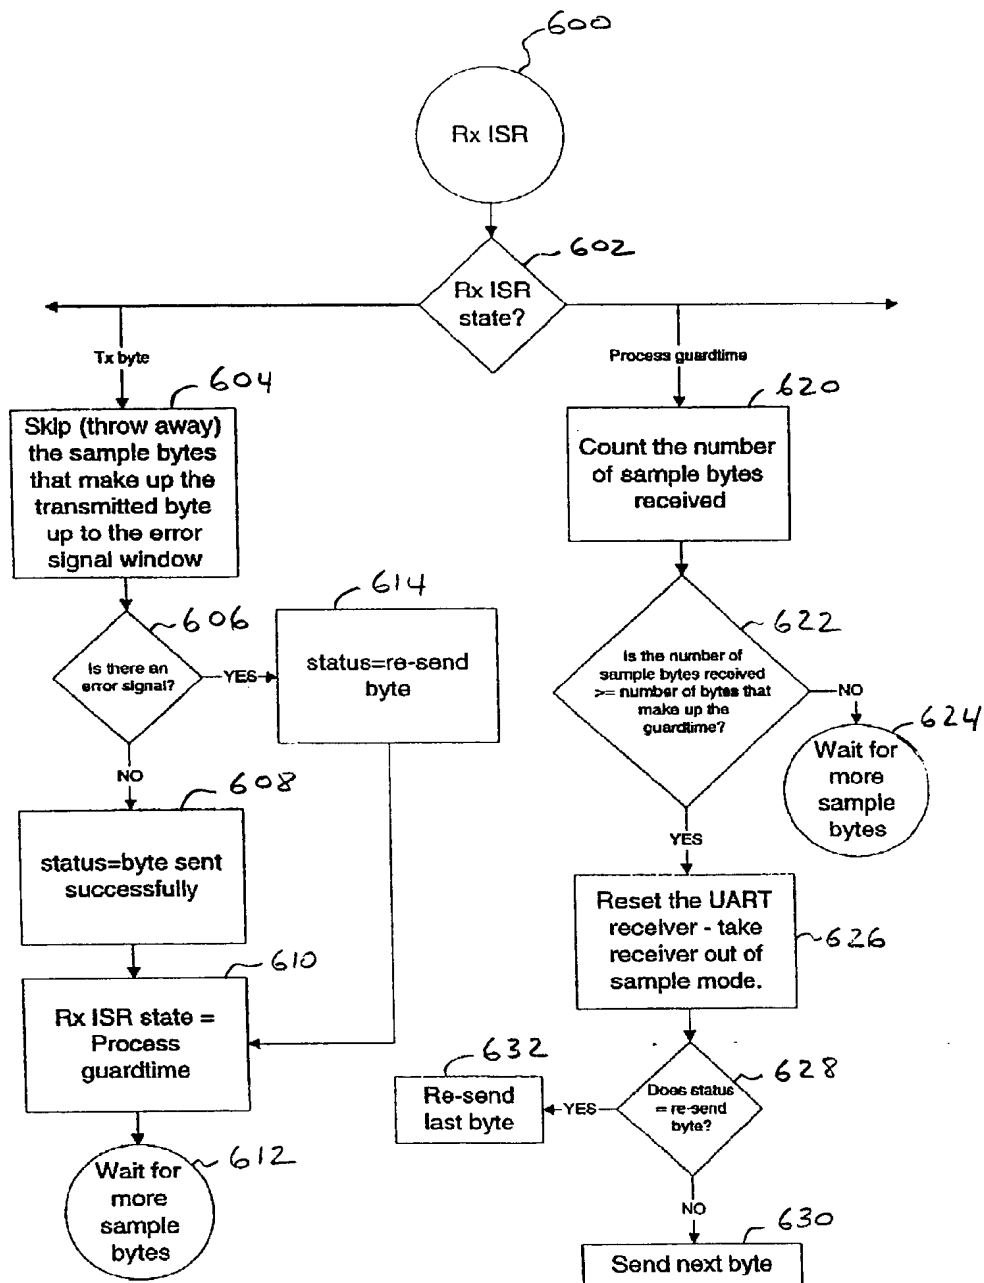 600
Rx ISR
602
Rx ISR
state?
Tx byte
Process guardtime
604
Skip (throw away)
the sample bytes
that make up the
transmitted byte
up to the error
signal window
620
Count the number
of sample bytes
received
606
Is there an
error signal?
YES
614
status=re-send
byte
622
Is the number of
sample bytes received
>= number of bytes that
make up the
guardtime?
NO
624
Wait for
more
sample
bytes
NO
608
status=byte sent
successfully
YES
Reset the UART
receiver - take
receiver out of
sample mode.
626
610
Rx ISR state =
Process
guardtime
632
Re-send
last byte
YES
628
Does status
= re-send
byte?
612
Wait for
more
sample
bytes
NO
630
Send next byte